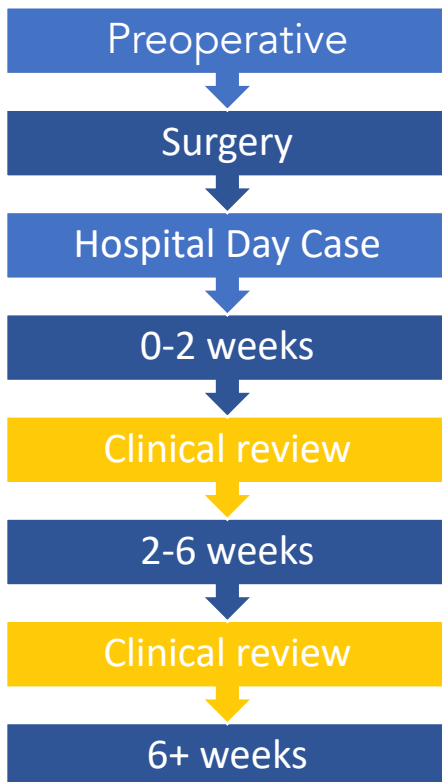 Preoperative
Surgery
Hospital Day Case
0-2 weeks
Clinical review
2-6 weeks
Clinical review
6+ weeks